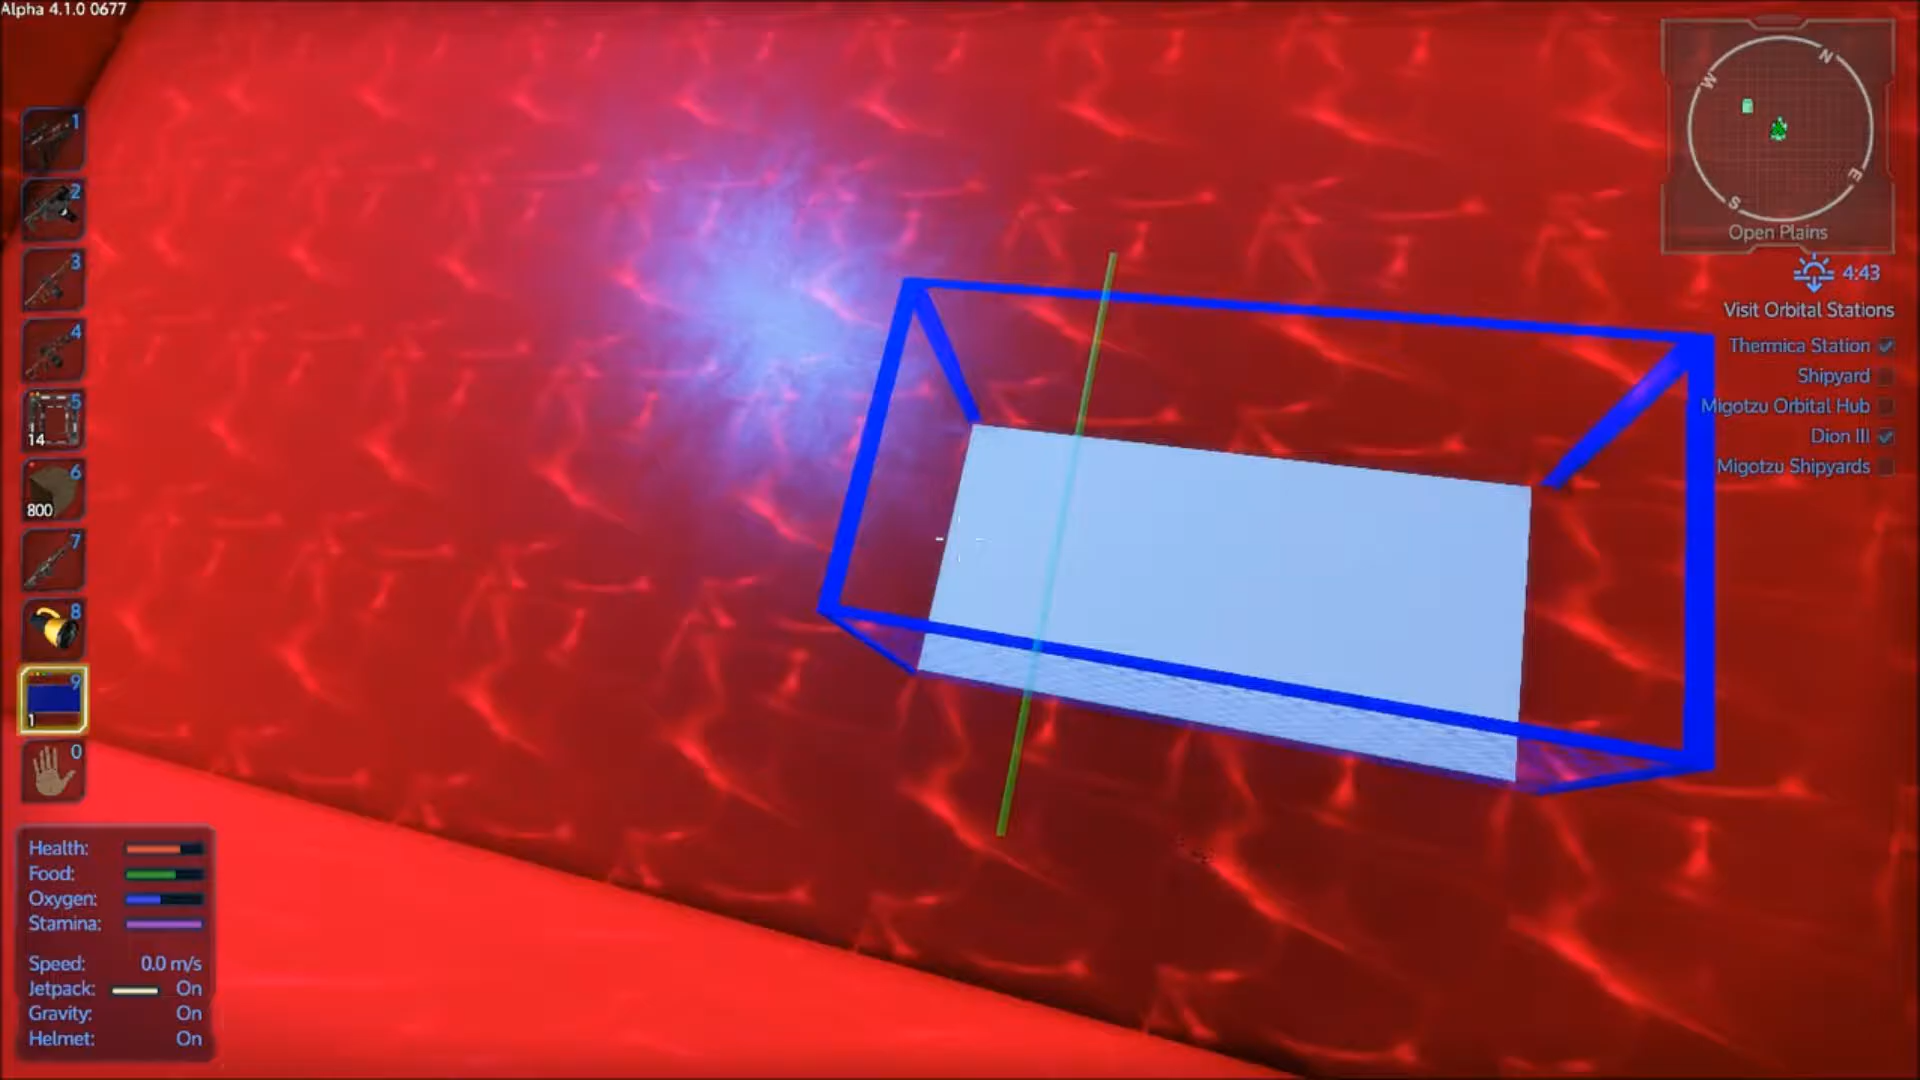 Alpha 4.1.0 0677
1
2
3
4
5
14
6
800
7
8
9
1
0
Health:
Food:
Oxygen:
Stamina:
Speed: 0.0 m/s
Jetpack: On
Gravity: On
Helmet: On
N
W
E
S
Open Plains
4:43
Visit Orbital Stations
Thermica Station
Shipyard
Migotzu Orbital Hub
Dion III
Migotzu Shipyards